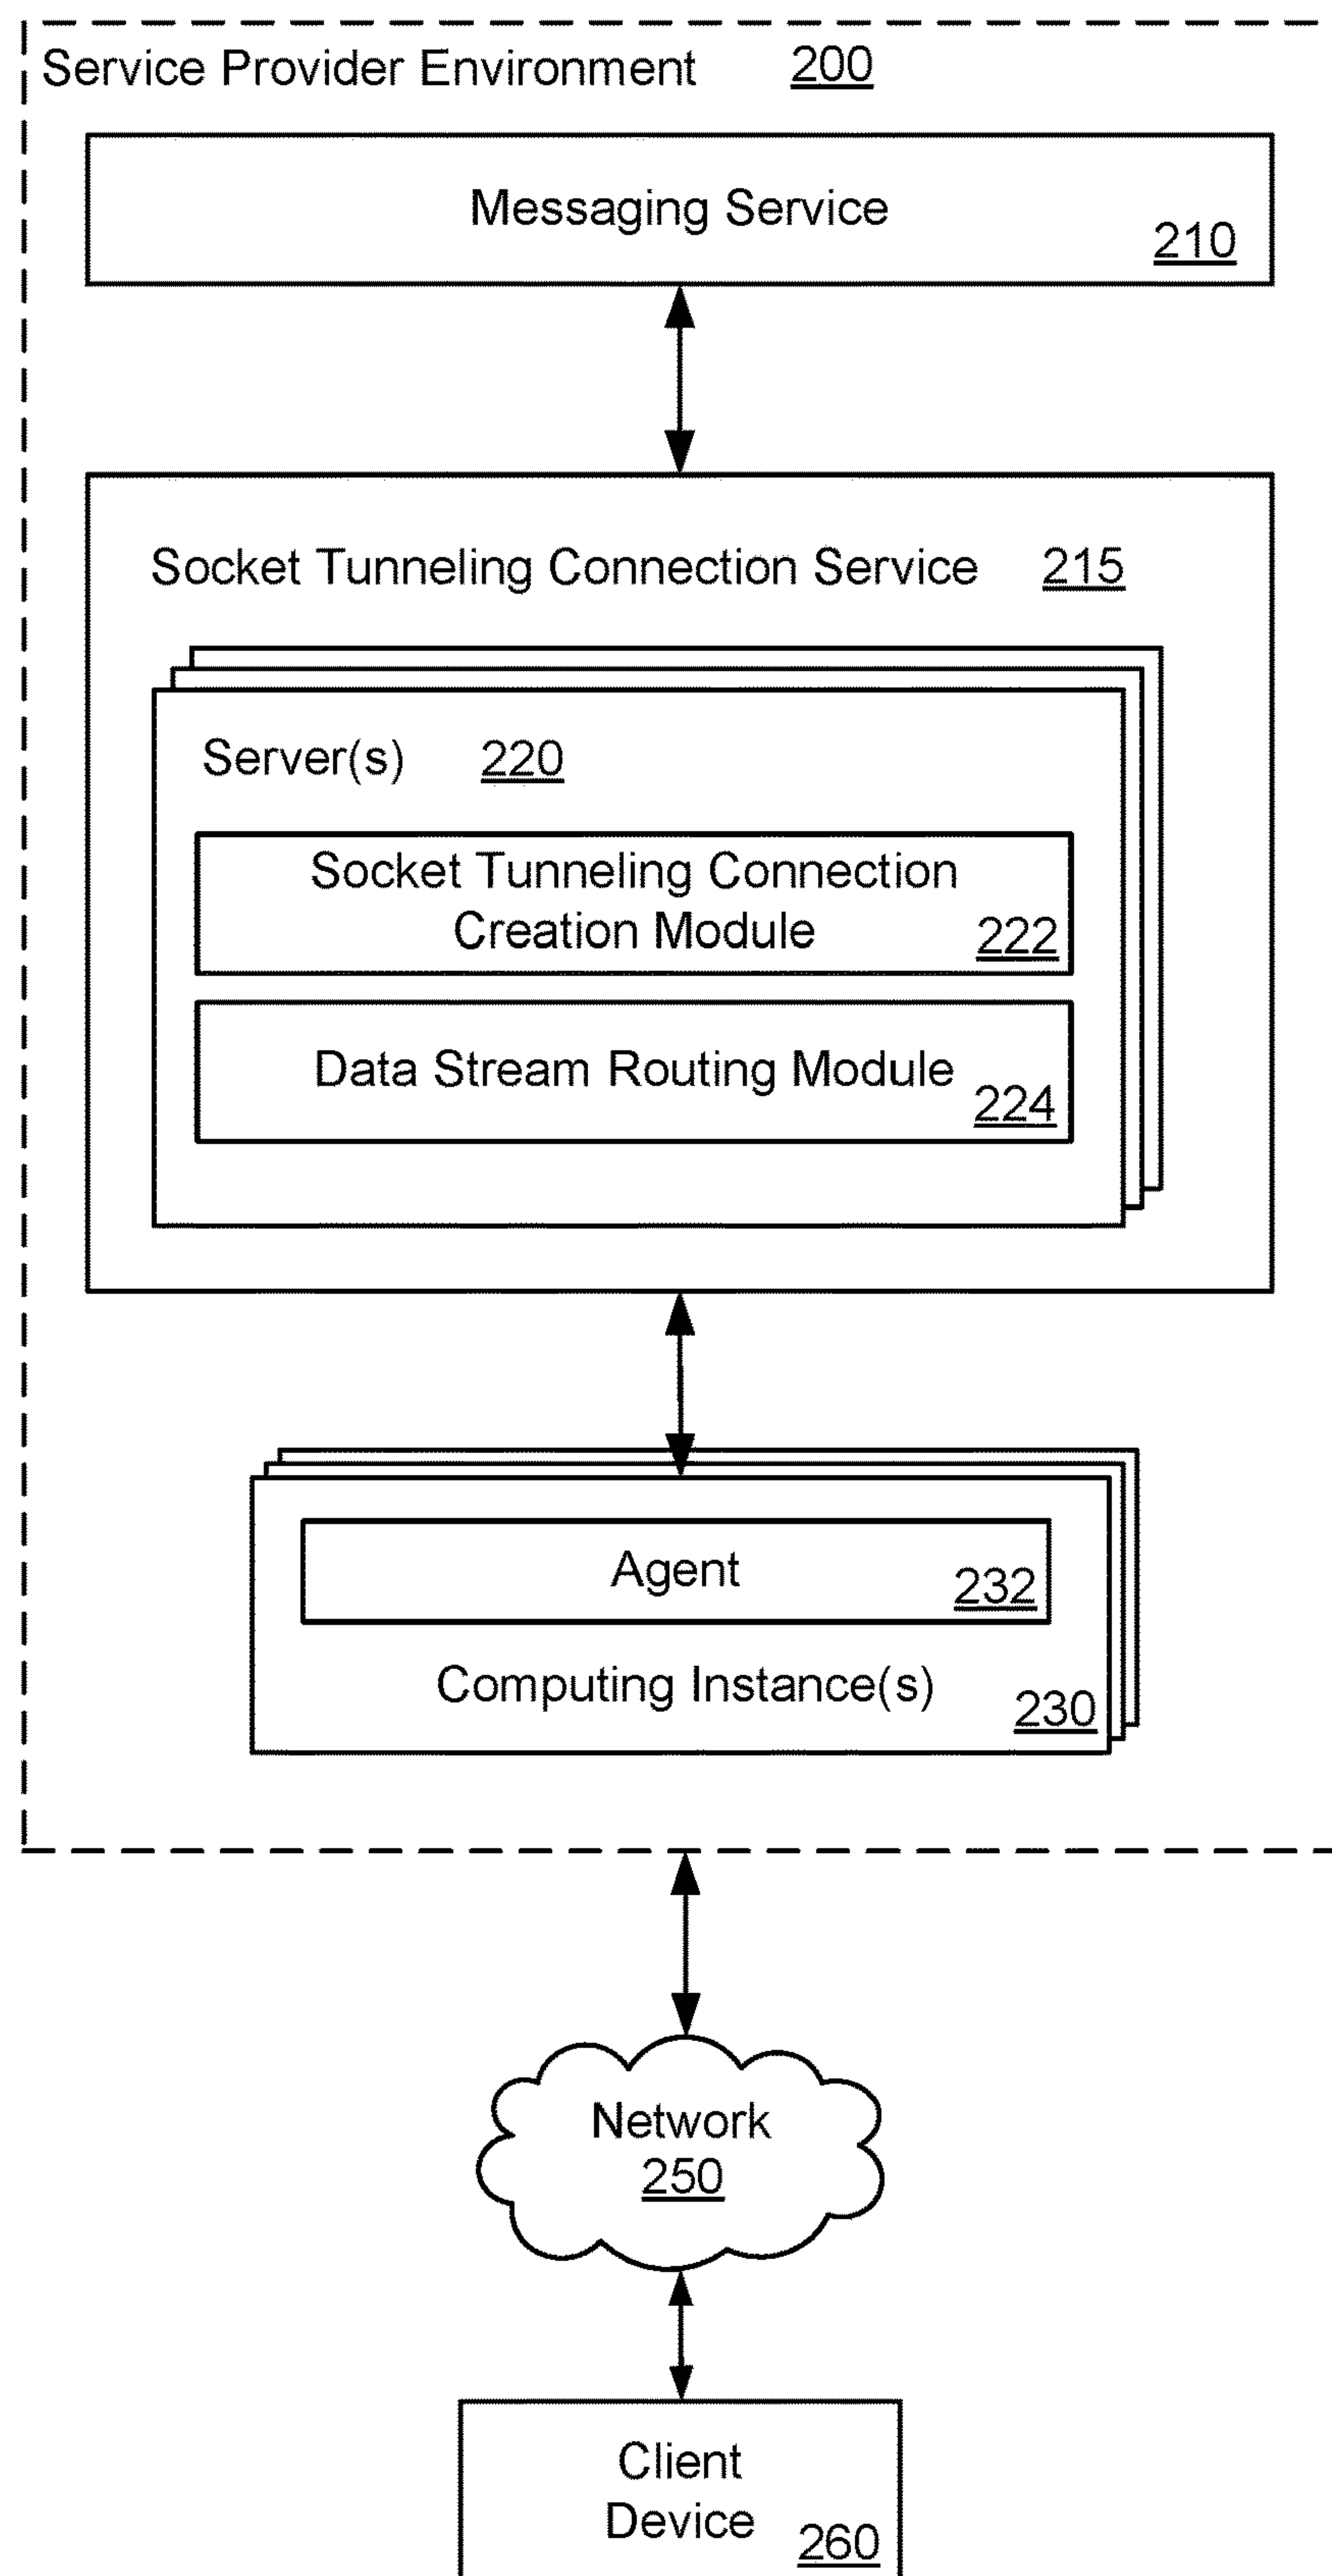 Service Provider Environment 200
Messaging Service
210
Socket Tunneling Connection Service 215
Server(s) 220
Socket Tunneling Connection
Creation Module 222
Data Stream Routing Module
224
Agent 232
Computing Instance(s)
230
Network
250
Client
Device 260